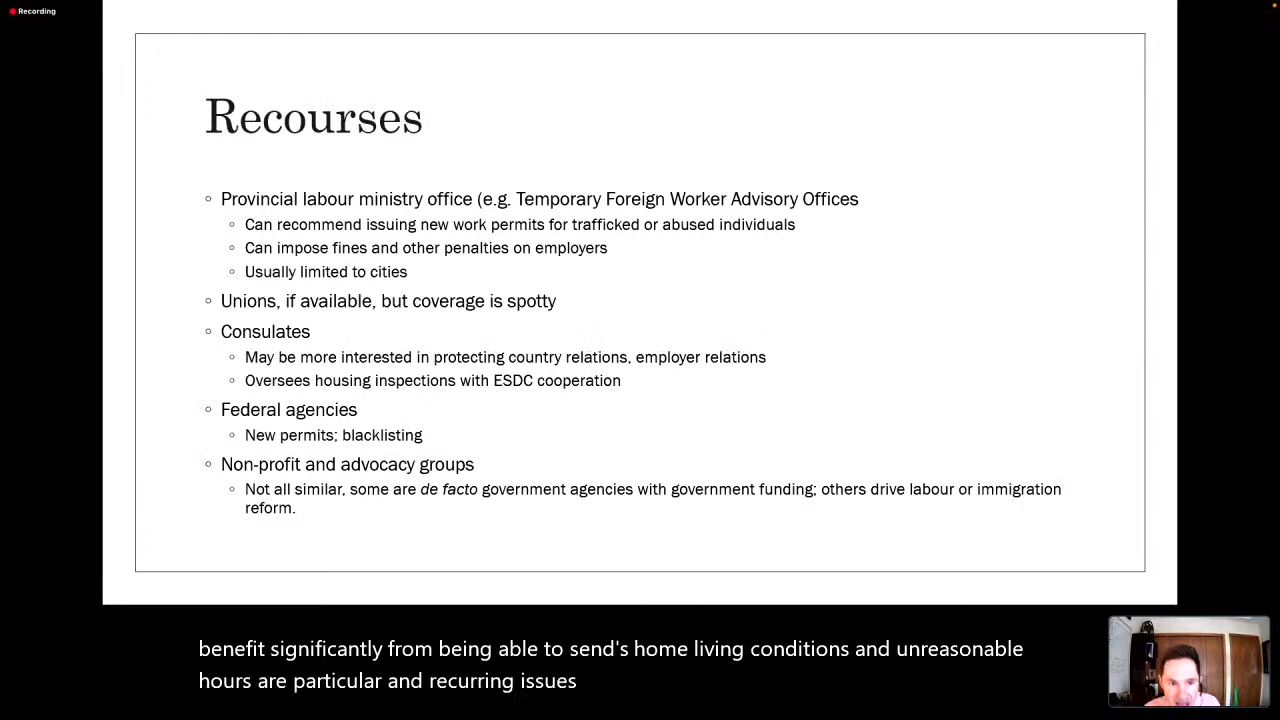 Recording
Recourses
Provincial labour ministry office (e.g. Temporary Foreign Worker Advisory Offices
Can recommend issuing new work permits for trafficked or abused individuals
Can impose fines and other penalties on employers
Usually limited to cities
Unions, if available, but coverage is spotty
Consulates
May be more interested in protecting country relations, employer relations
Oversees housing inspections with ESDC cooperation
Federal agencies
New permits; blacklisting
Non-profit and advocacy groups
Not all similar, some are de facto government agencies with government funding; others drive labour or immigration
reform.
benefit significantly from being able to send's home living conditions and unreasonable
hours are particular and recurring issues